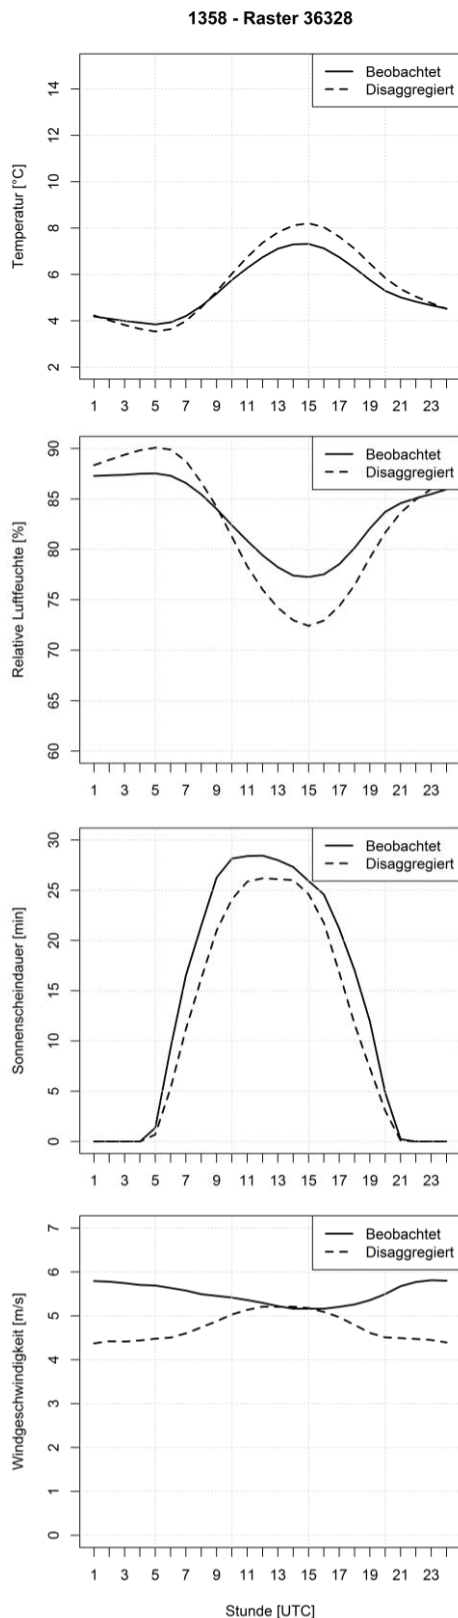 1358 - Raster 36328
Beobachtet
Disaggregiert
Temperatur [°C]
14
12
10
8
6
4
2
1 3 5 7 9 11 13 15 17 19 21 23
Beobachtet
Disaggregiert
Relative Luftfeuchte [%]
90
85
80
75
70
65
60
1 3 5 7 9 11 13 15 17 19 21 23
Beobachtet
Disaggregiert
Sonnenscheindauer [min]
30
25
20
15
10
5
0
1 3 5 7 9 11 13 15 17 19 21 23
Beobachtet
Disaggregiert
Windgeschwindigkeit [m/s]
7
6
5
4
3
2
1
0
1 3 5 7 9 11 13 15 17 19 21 23
Stunde [UTC]